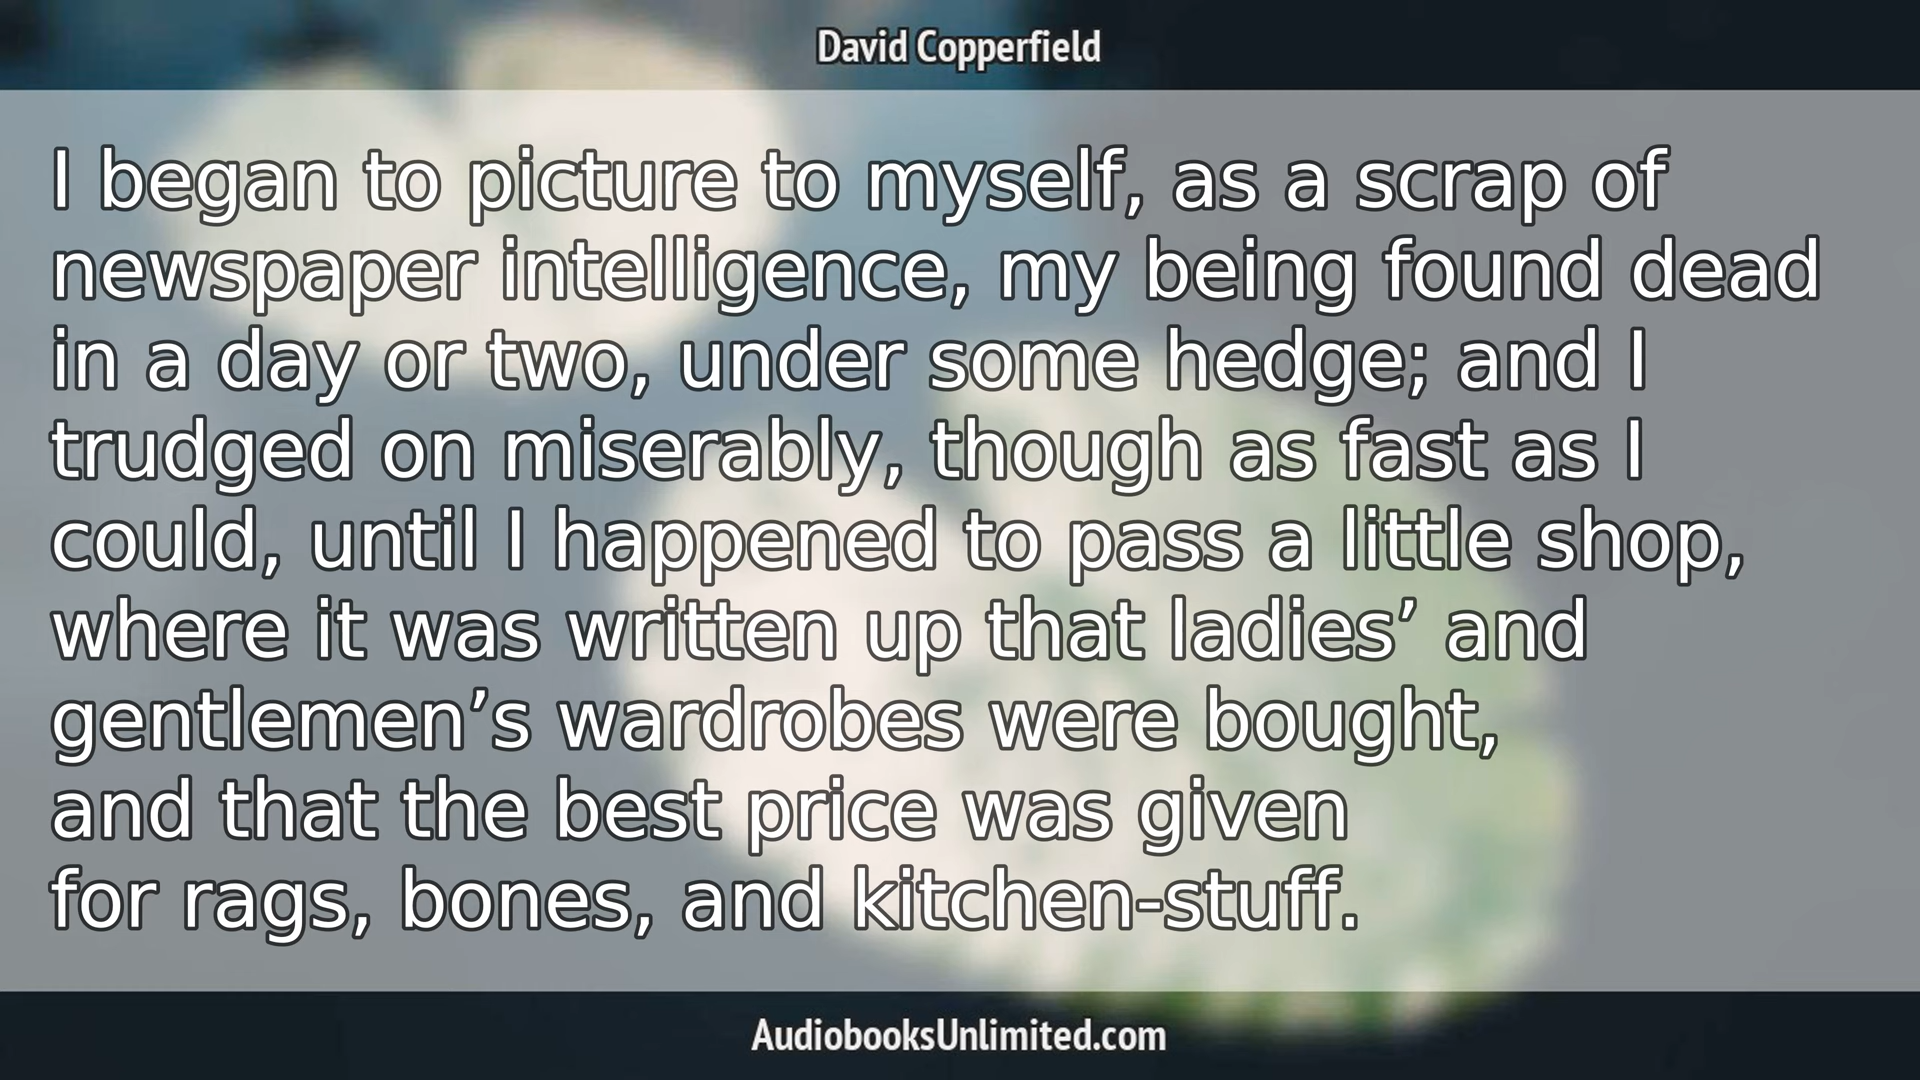 David Copperfield
I began to picture to myself, as a scrap of
newspaper intelligence, my being found dead
in a day or two, under some hedge; and I
trudged on miserably, though as fast as I
could, until I happened to pass a little shop,
where it was written up that ladies’ and
gentlemen’s wardrobes were bought,
and that the best price was given
for rags, bones, and kitchen-stuff.
AudiobooksUnlimited.com